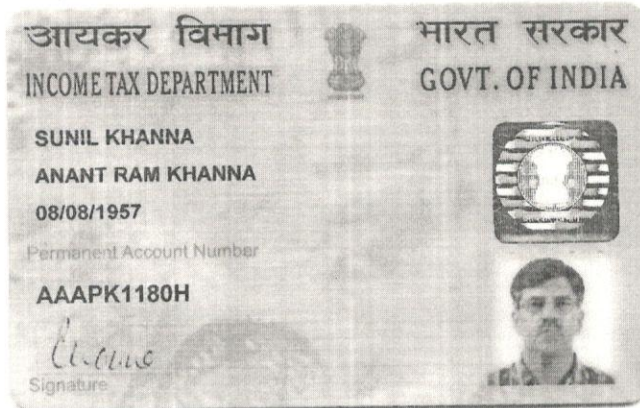 आयकर विभाग
भारत सरकार
INCOME TAX DEPARTMENT
GOVT. OF INDIA
SUNIL KHANNA
ANANT RAM KHANNA
08/08/1957
Permanent Account Number
AAAPK1180H
Signature